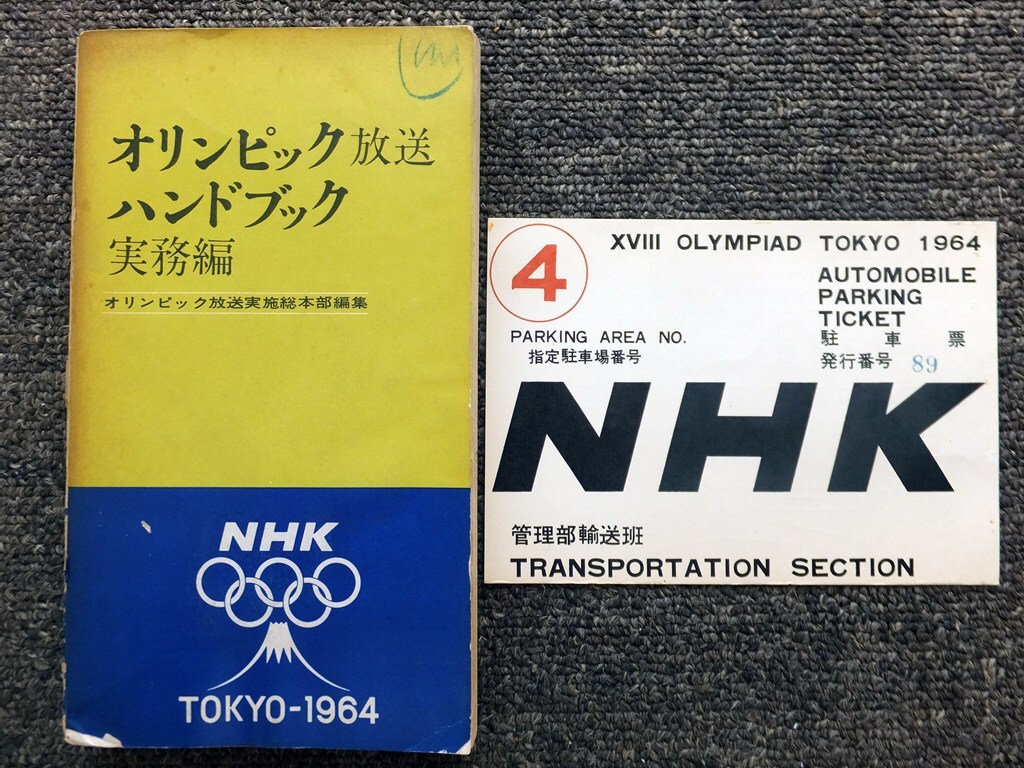 オリンピック放送
ハンドブック
実務編
オリンピック放送実施総本部編集
NHK
TOKYO-1964
4
XVIII OLYMPIAD TOKYO 1964
AUTOMOBILE
PARKING
TICKET
駐車票
発行番号 89
PARKING AREA NO.
指定駐車場番号
NHK
管理部輸送班
TRANSPORTATION SECTION